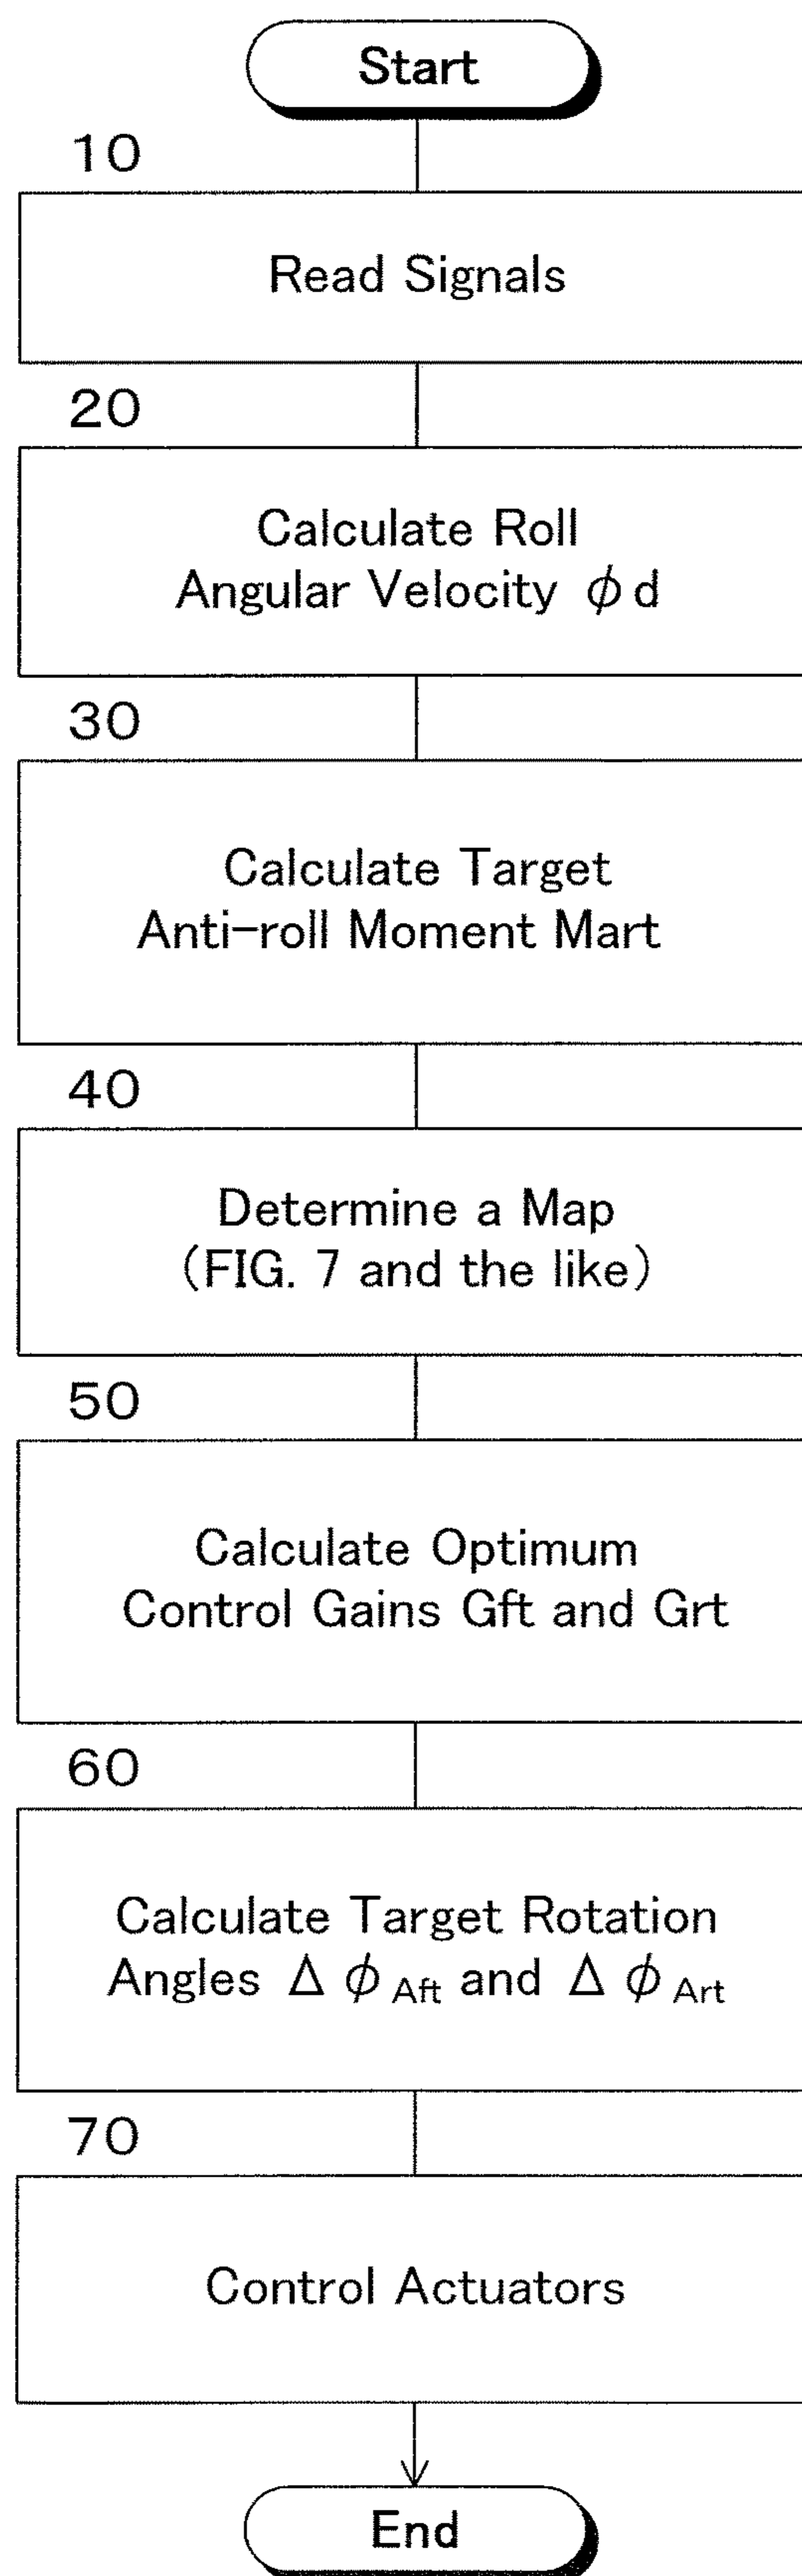 Start
10
Read Signals
20
Calculate Roll
Angular Velocity ϕd
30
Calculate Target
Anti-roll Moment Mart
40
Determine a Map
(FIG. 7 and the like)
50
Calculate Optimum
Control Gains Gft and Grt
60
Calculate Target Rotation
Angles Δ ϕ Aft and Δ ϕ Art
70
Control Actuators
End